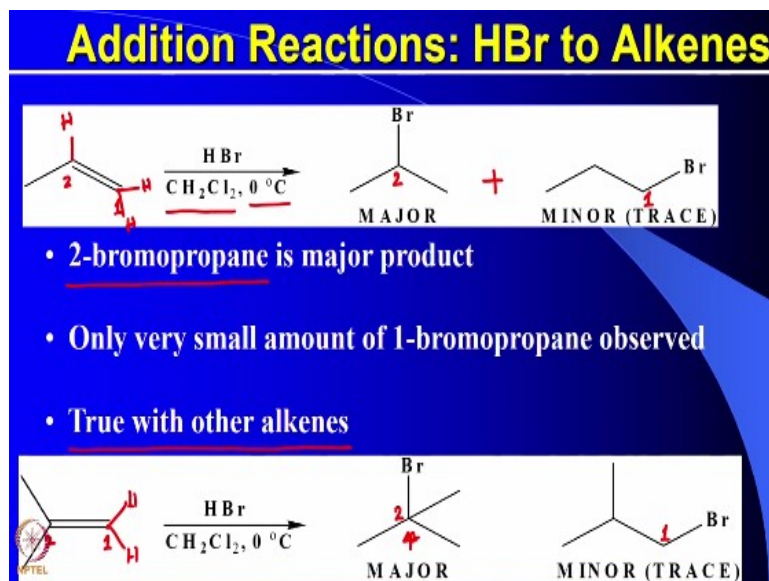 Addition Reactions: HBr to Alkenes
H
2
1
H
H
HBr
CH2Cl2, 0 °C
Br
2
MAJOR
+
Br
1
MINOR (TRACE)
• 2-bromopropane is major product
• Only very small amount of 1-bromopropane observed
• True with other alkenes
2
1
H
H
HBr
CH2Cl2, 0 °C
Br
2
MAJOR
Br
1
MINOR (TRACE)
NPTEL